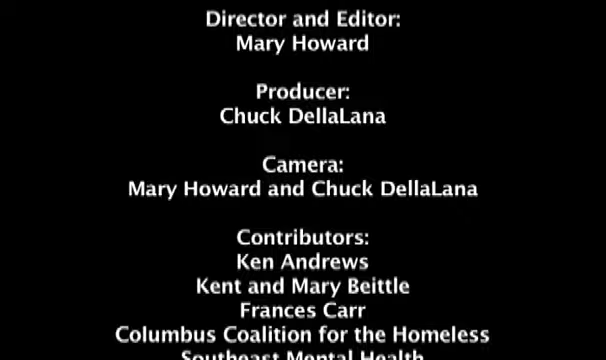 Director and Editor:
Mary Howard
Producer:
Chuck DellaLana
Camera:
Mary Howard and Chuck DellaLana
Contributors:
Ken Andrews
Kent and Mary Beittle
Frances Carr
Columbus Coalition for the Homeless
Southeast Mental Health